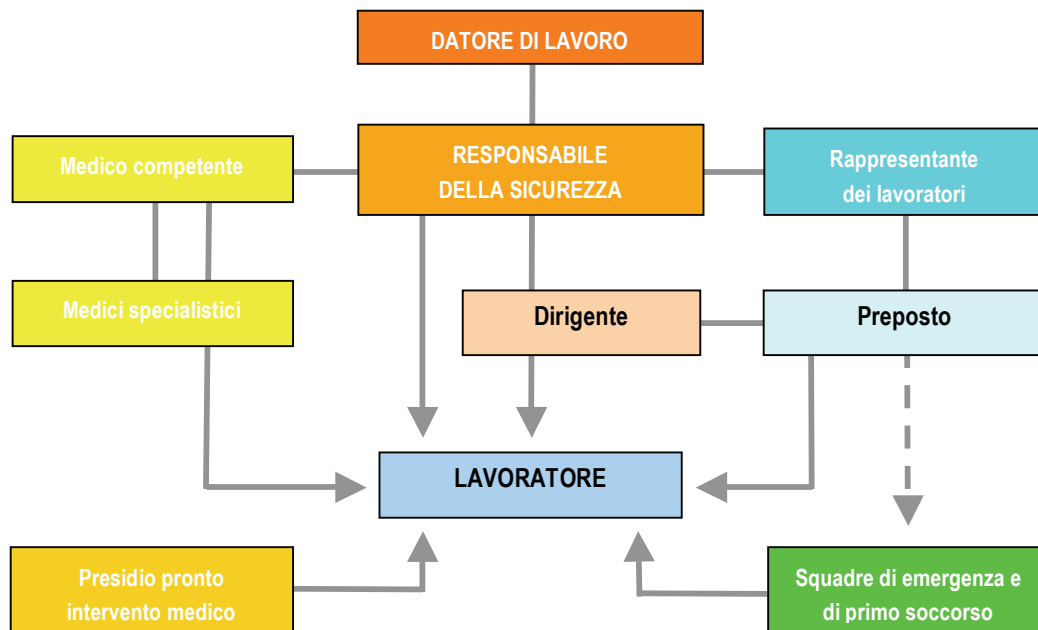 DATORE DI LAVORO
Medico competente
RESPONSABILE
DELLA SICUREZZA
Rappresentante
dei lavoratori
Medici specialistici
Dirigente
Preposto
LAVORATORE
Presidio pronto
intervento medico
Squadre di emergenza e
di primo soccorso